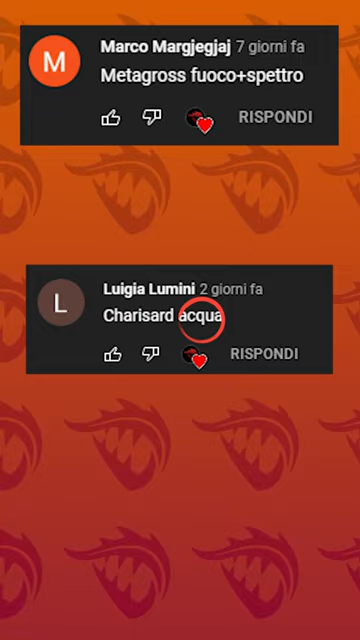 M
Marco Margjegjaj 7 giorni fa
Metagross fuoco+spettro
RISPONDI
L
Luigia Lumini 2 giorni fa
Charisard acqua
RISPONDI